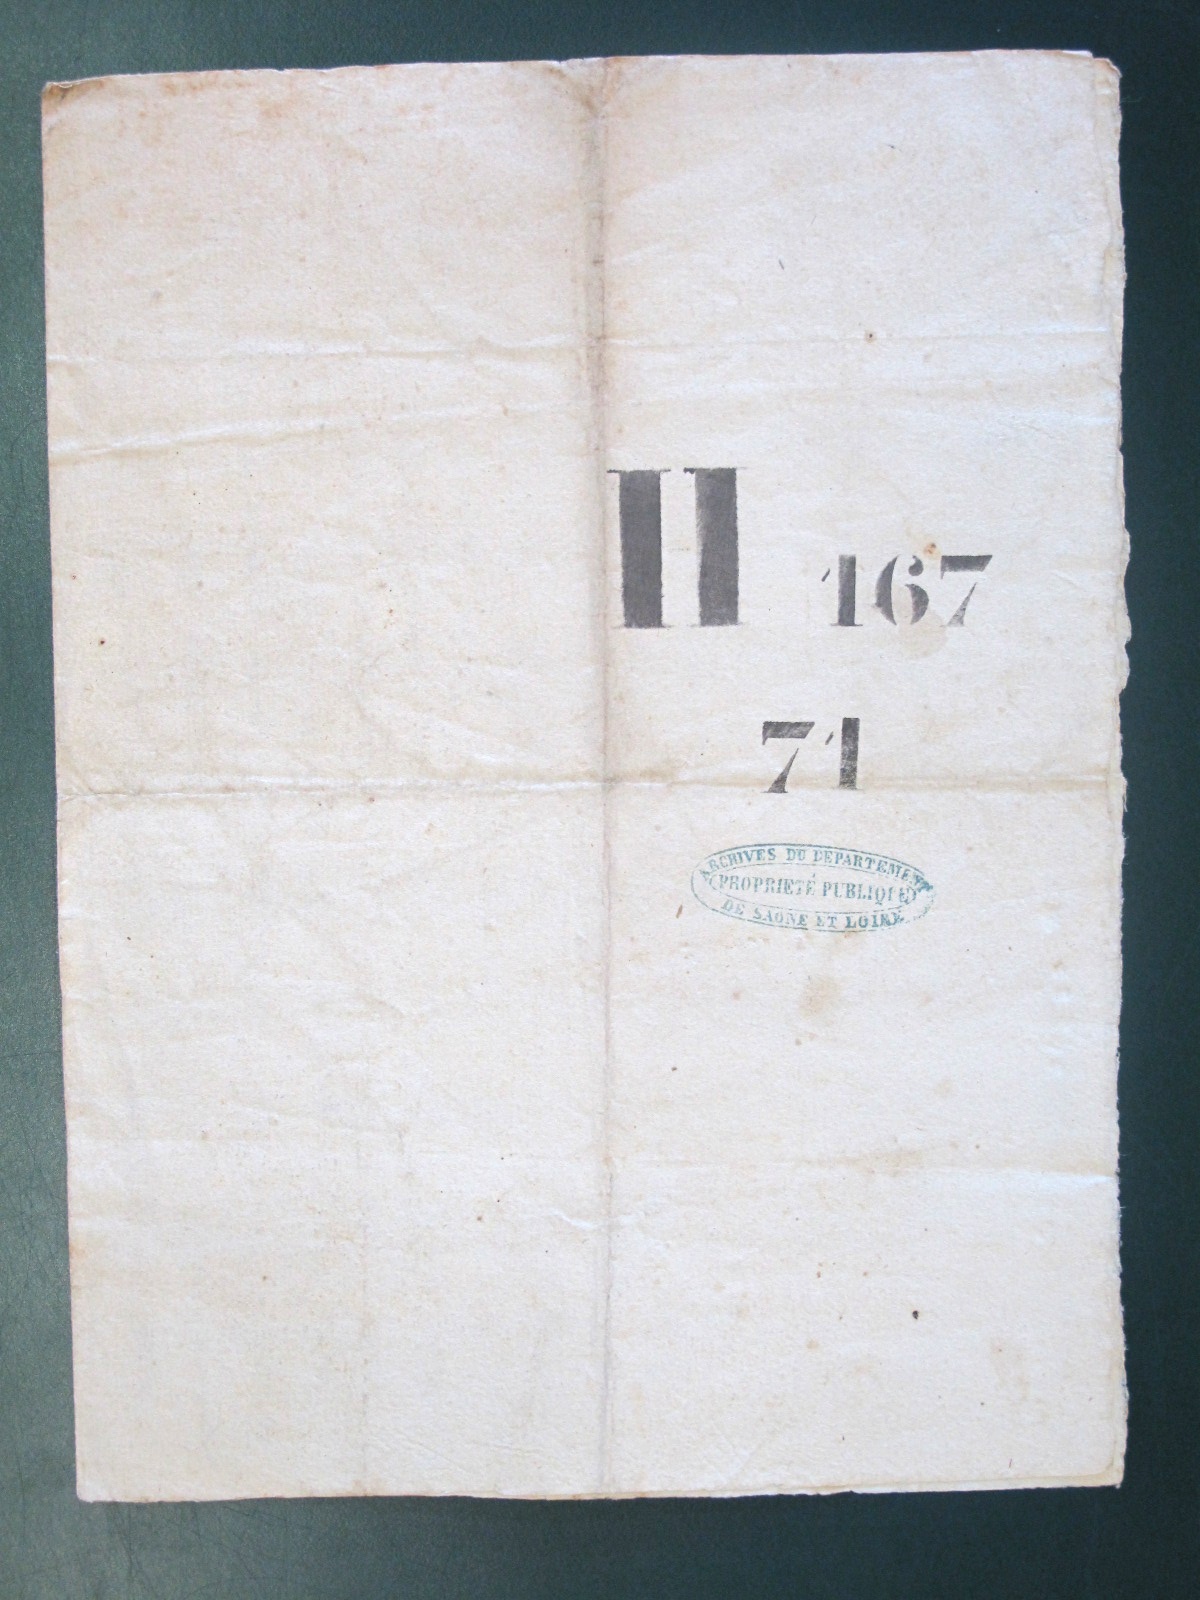 H 167
71
ARCHIVES DU DEPARTEMENT
(PROPRIETÉ PUBLIQUE)
DE SAONE ET LOIRE